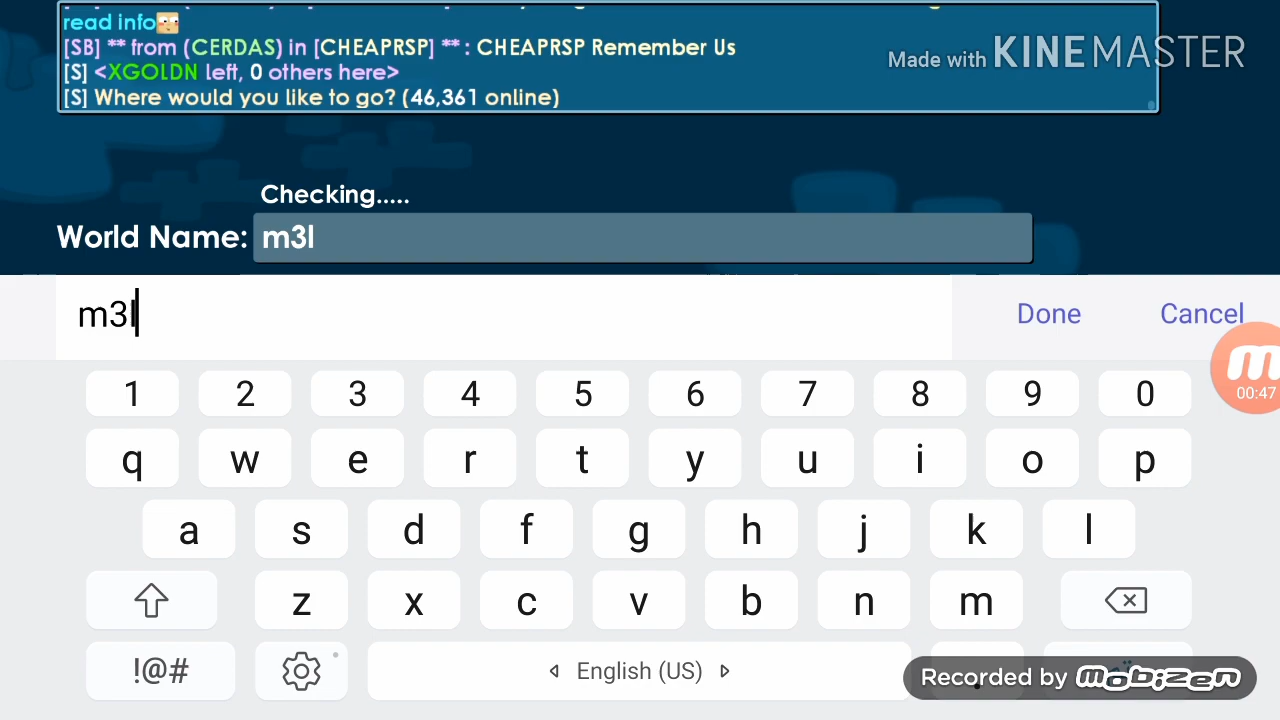 read info
[SB] ** from (CERDAS) in [CHEAPRSP] ** : CHEAPRSP Remember Us
[S] <XGOLDN left, 0 others here>
[S] Where would you like to go? (46,361 online)
Made with KINEMASTER
Checking.....
World Name: m3l
m3l
Done Cancel
00:47
1 2 3 4 5 6 7 8 9 0
q w e r t y u i o p
a s d f g h j k l
z x c v b n m
!@# English (US)
Recorded by mobizen